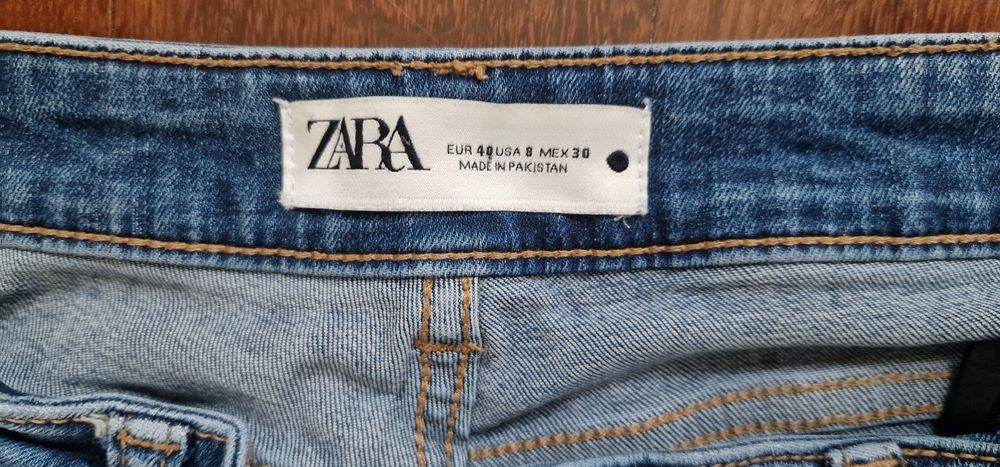 ZARA
EUR 40 USA 8 MEX 30
MADE IN PAKISTAN